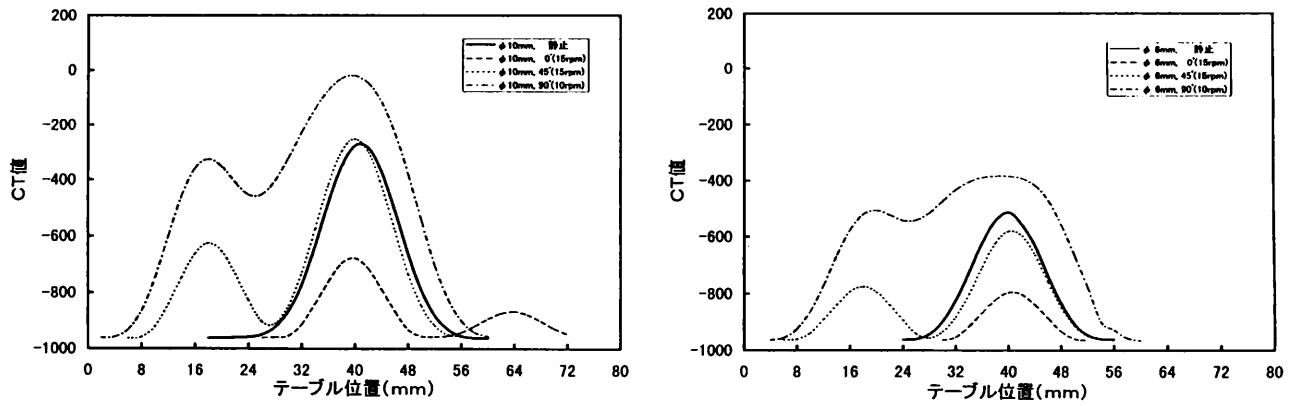 200
0
-200
-400
-600
-800
-1000
CT値
0 8 16 24 32 40 48 56 64 72 80
テーブル位置(mm)
φ10mm, 静止
φ10mm, 0°(15rpm)
φ10mm, 45°(15rpm)
φ10mm, 90°(10rpm)
200
0
-200
-400
-600
-800
-1000
CT値
0 8 16 24 32 40 48 56 64 72 80
テーブル位置(mm)
φ6mm, 静止
φ6mm, 0°(15rpm)
φ6mm, 45°(15rpm)
φ6mm, 90°(10rpm)